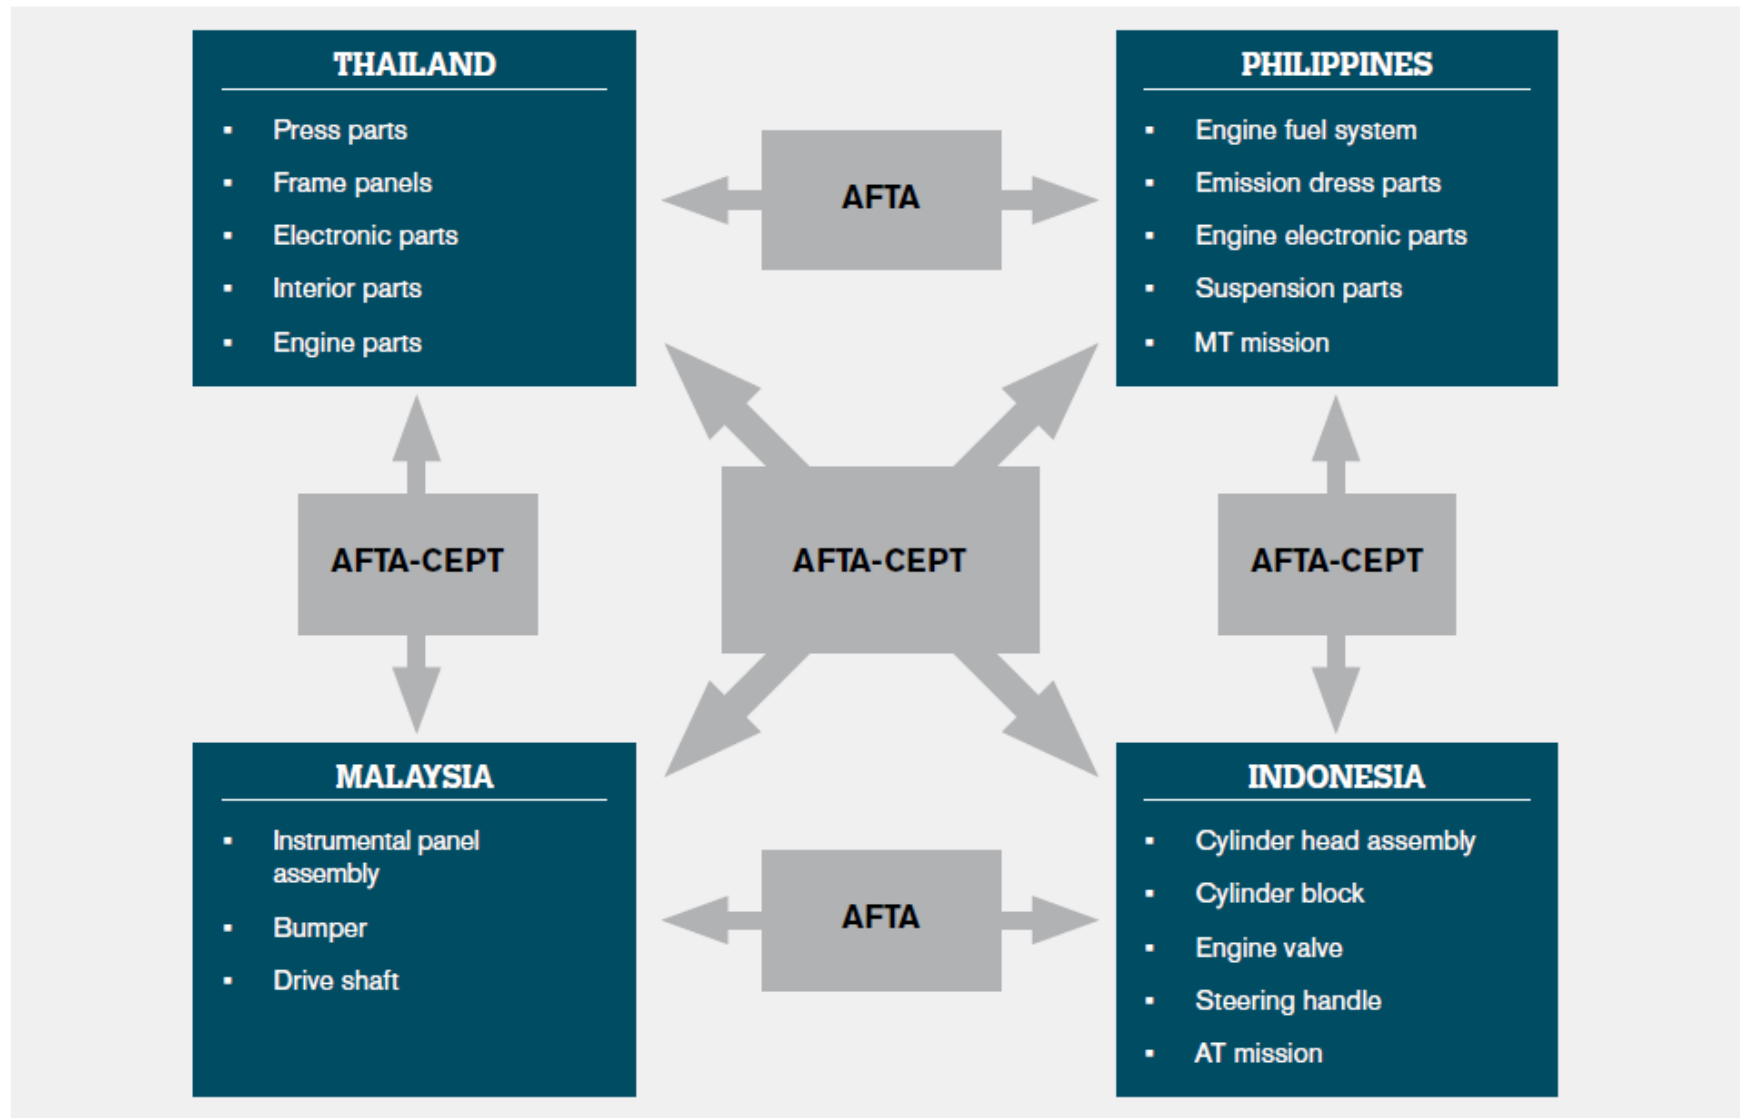 THAILAND
Press parts
Frame panels
Electronic parts
Interior parts
Engine parts
AFTA
PHILIPPINES
Engine fuel system
Emission dress parts
Engine electronic parts
Suspension parts
MT mission
AFTA-CEPT
AFTA-CEPT
AFTA-CEPT
MALAYSIA
Instrumental panel
assembly
Bumper
Drive shaft
AFTA
INDONESIA
Cylinder head assembly
Cylinder block
Engine valve
Steering handle
AT mission